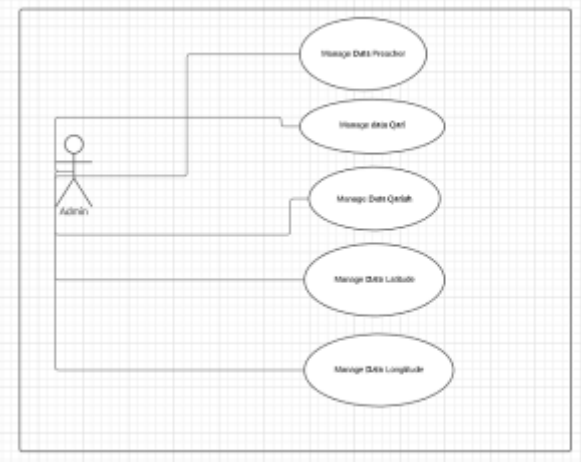 Manage Data Preacher
Manage data Qari
Admin
Manage Data Qariah
Manage Data Latitude
Manage Data Longitude